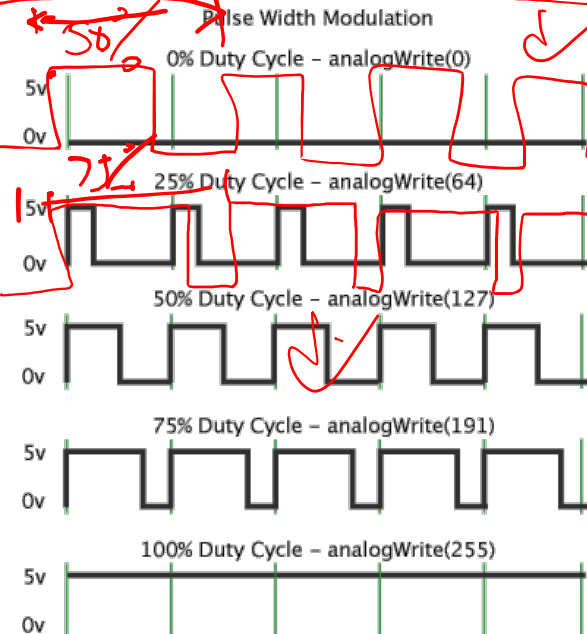 Pulse Width Modulation
50%
0% Duty Cycle – analogWrite(0)
5v
0v
25% Duty Cycle – analogWrite(64)
5v
0v
50% Duty Cycle – analogWrite(127)
5v
0v
75% Duty Cycle – analogWrite(191)
5v
0v
100% Duty Cycle – analogWrite(255)
5v
0v